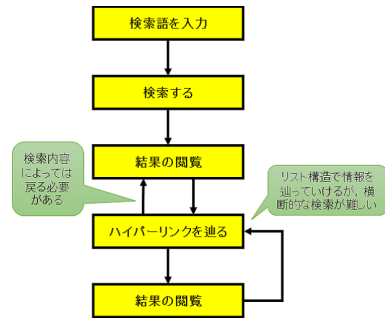 検索語を入力
検索する
検索内容
によっては
戻る必要
がある
結果の閲覧
リスト構造で情報を
辿っていけるが、横
断的な検索が難しい
ハイパーリンクを辿る
結果の閲覧